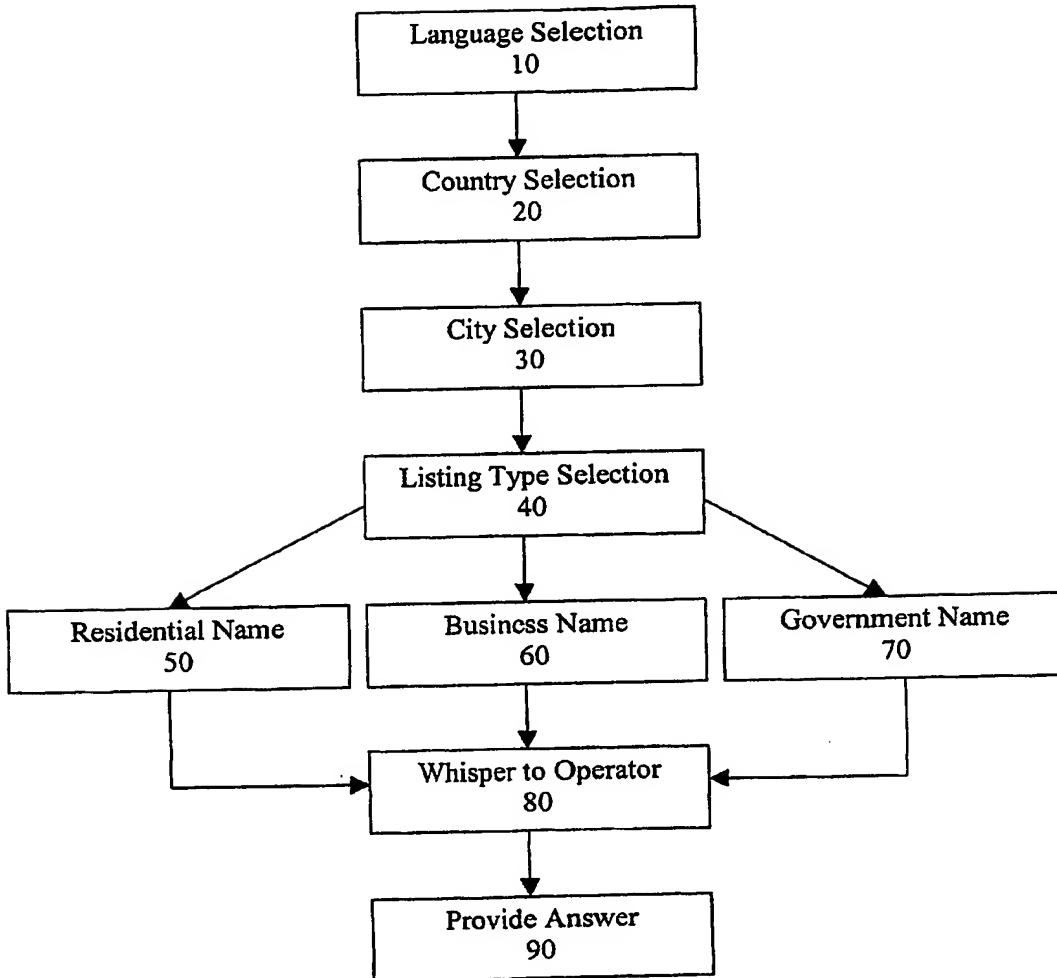 Language Selection
10
Country Selection
20
City Selection
30
Listing Type Selection
40
Residential Name
50
Business Name
60
Government Name
70
Whisper to Operator
80
Provide Answer
90